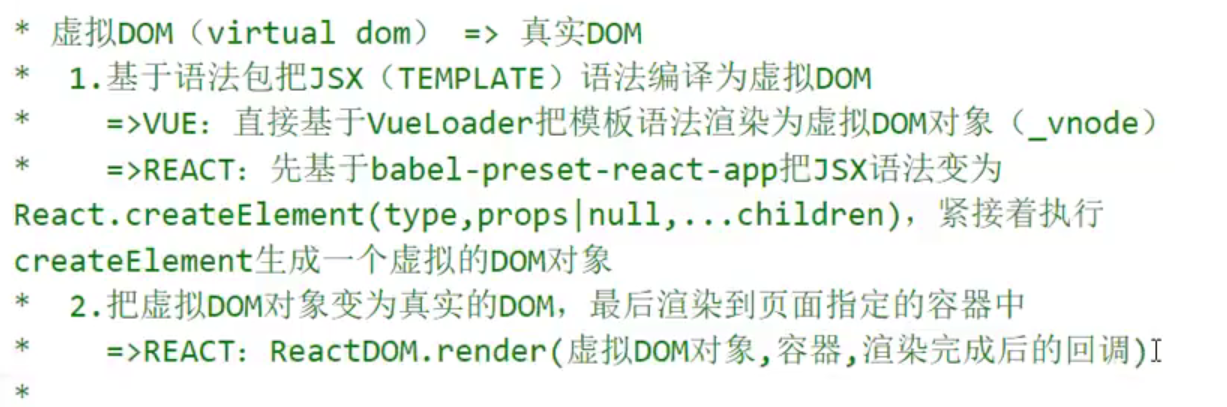 * 虚拟DOM（virtual dom） => 真实DOM
*  1.基于语法包把JSX（TEMPLATE）语法编译为虚拟DOM
*    =>VUE：直接基于VueLoader把模板语法渲染为虚拟DOM对象（_vnode）
*    =>REACT：先基于babel-preset-react-app把JSX语法变为
React.createElement(type,props|null,...children)，紧接着执行
createElement生成一个虚拟的DOM对象
*  2.把虚拟DOM对象变为真实的DOM，最后渲染到页面指定的容器中
*    =>REACT：ReactDOM.render(虚拟DOM对象,容器,渲染完成后的回调)
*